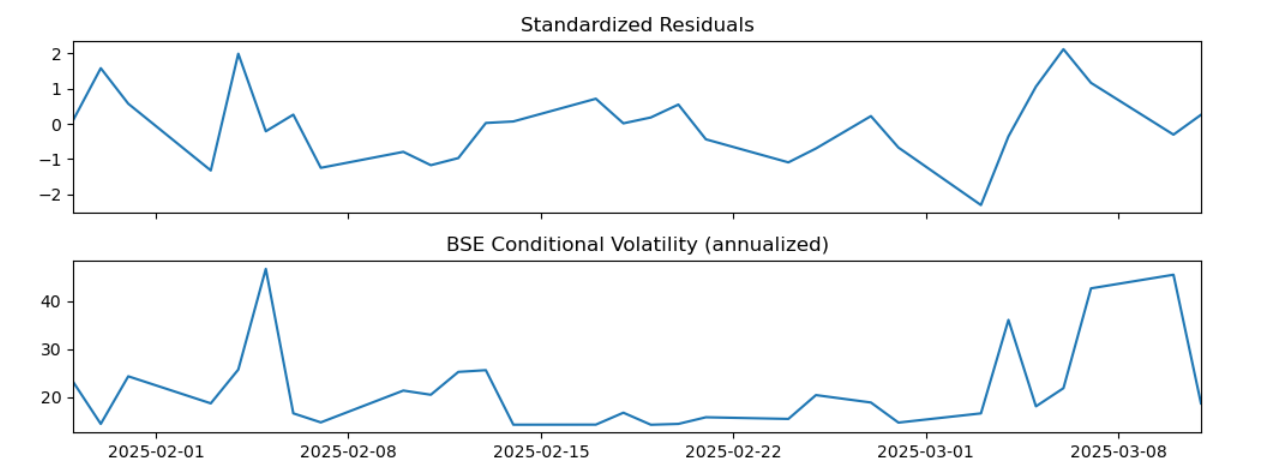 Standardized Residuals
2
1
0
−1
−2
BSE Conditional Volatility (annualized)
40
30
20
2025-02-01 2025-02-08 2025-02-15 2025-02-22 2025-03-01 2025-03-08